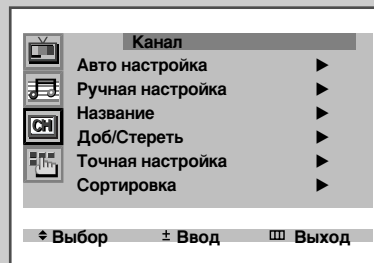 Канал
Авто настройка
Ручная настройка
Название
CH
Доб/Стереть
Точная настройка
Сортировка
Выбор ± Ввод Выход